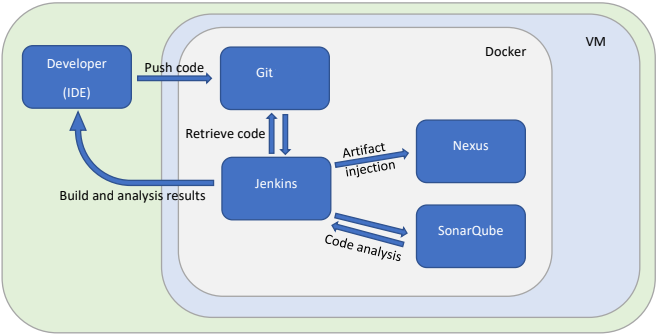 VM
Docker
Developer
(IDE)
Push code
Git
Retrieve code
Artifact
injection
Nexus
Jenkins
Build and analysis results
SonarQube
Code analysis